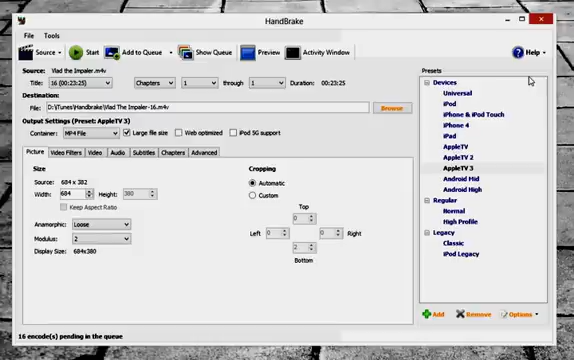 HandBrake
File Tools
Source Start Add to Queue Show Queue Preview Activity Window Help
Source: Vlad the Impaler.m4v
Title: 16 (00:23:25) Chapters 1 through 1 Duration: 00:23:25
Destination:
File: D:\iTunes\Handbrake\Vlad The Impaler-16.m4v Browse
Output Settings (Preset: AppleTV 3)
Container: MP4 File Large file size Web optimized iPod 5G support
Picture Video Filters Video Audio Subtitles Chapters Advanced
Size
Source: 684 x 382
Width: 684 Height: 380
Keep Aspect Ratio
Anamorphic: Loose
Modulus: 2
Display Size: 684x380
Cropping
Automatic
Custom
Top
0
Left 0 0 Right
2
Bottom
Presets
Devices
Universal
iPod
iPhone & iPod Touch
iPhone 4
iPad
AppleTV
AppleTV 2
AppleTV 3
Android Mid
Android High
Regular
Normal
High Profile
Legacy
Classic
iPod Legacy
Add Remove Options
16 encode(s) pending in the queue